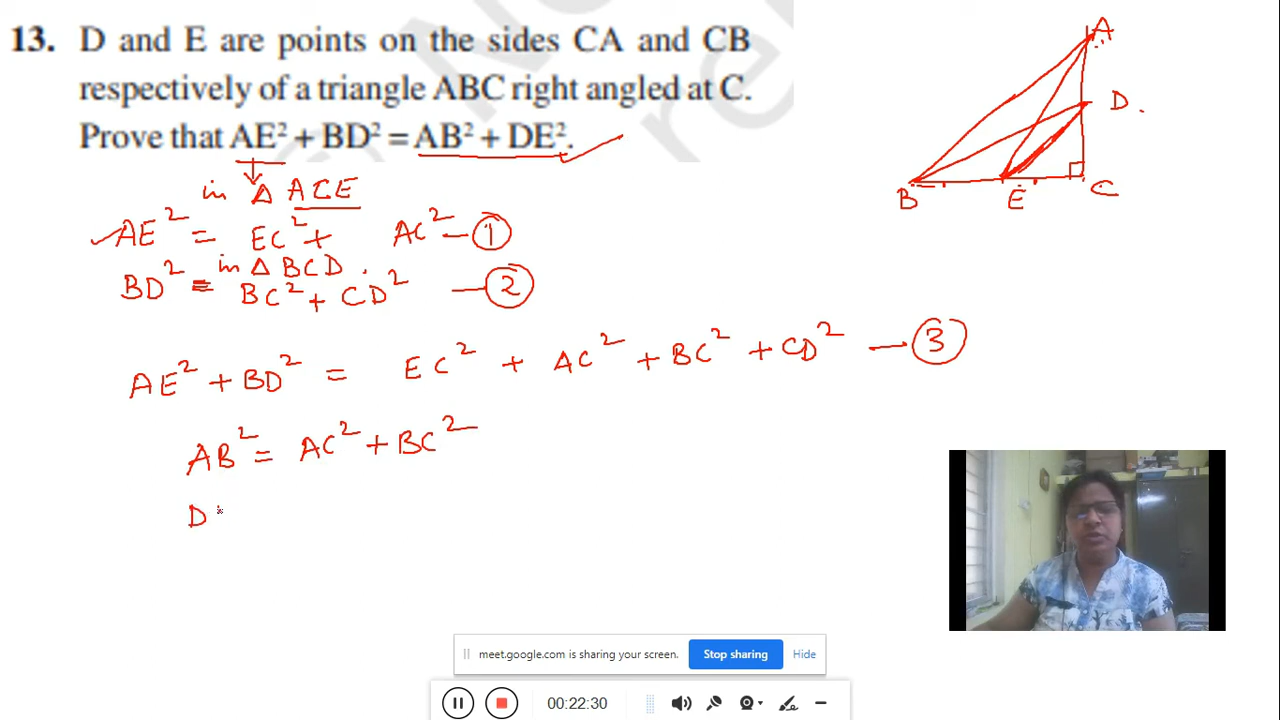 13. D and E are points on the sides CA and CB
respectively of a triangle ABC right angled at C.
Prove that AE² + BD² = AB² + DE².
in Δ ACE
AE² = EC² + AC² — ①
in Δ BCD.
BD² = BC² + CD² — ②
AE² + BD² = EC² + AC² + BC² + CD² — ③
AB² = AC² + BC²
D
A
D.
B
E
C
meet.google.com is sharing your screen. Stop sharing Hide
00:22:30